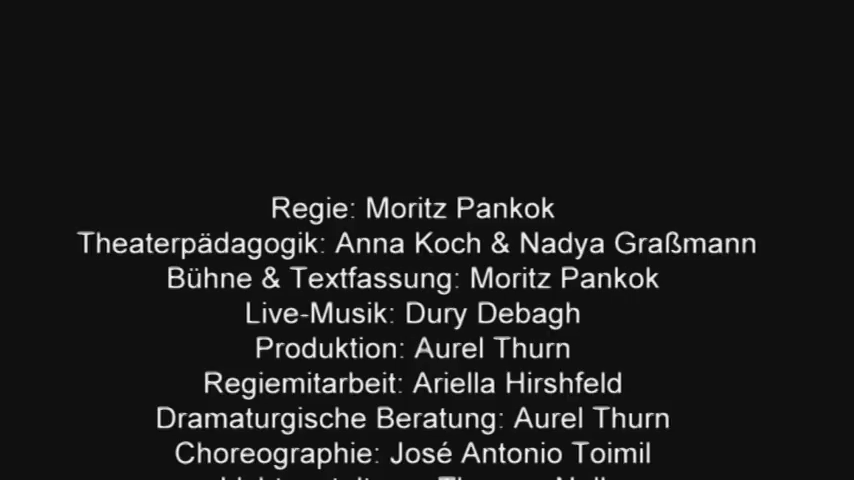 Regie: Moritz Pankok
Theaterpädagogik: Anna Koch & Nadya Graßmann
Bühne & Textfassung: Moritz Pankok
Live-Musik: Dury Debagh
Produktion: Aurel Thurn
Regiemitarbeit: Ariella Hirshfeld
Dramaturgische Beratung: Aurel Thurn
Choreographie: José Antonio Toimil